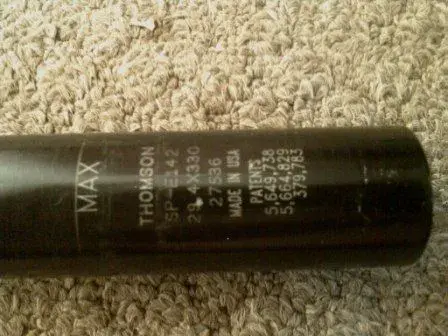 MAX
THOMSON
SP-E142
29.4X330
27536
MADE IN USA
PATENTS
5,649,738
5,664,829
379,783